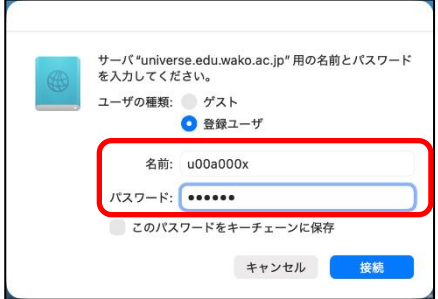 サーバ“universe.edu.wako.ac.jp”用の名前とパスワード
を入力してください。
ユーザの種類: ゲスト
登録ユーザ
名前: u00a000x
パスワード: ●●●●●●
このパスワードをキーチェーンに保存
キャンセル 接続